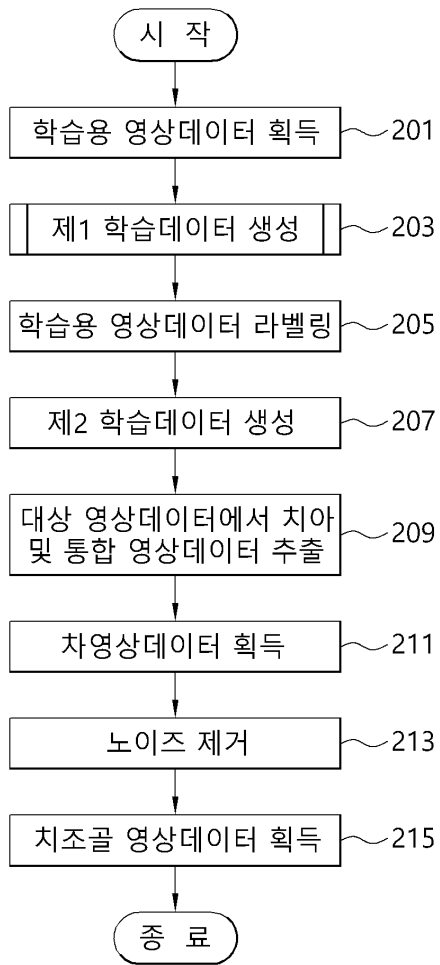 시 작
학습용 영상데이터 획득
201
제1 학습데이터 생성
203
학습용 영상데이터 라벨링
205
제2 학습데이터 생성
207
대상 영상데이터에서 치아
및 통합 영상데이터 추출
209
차영상데이터 획득
211
노이즈 제거
213
치조골 영상데이터 획득
215
종 료